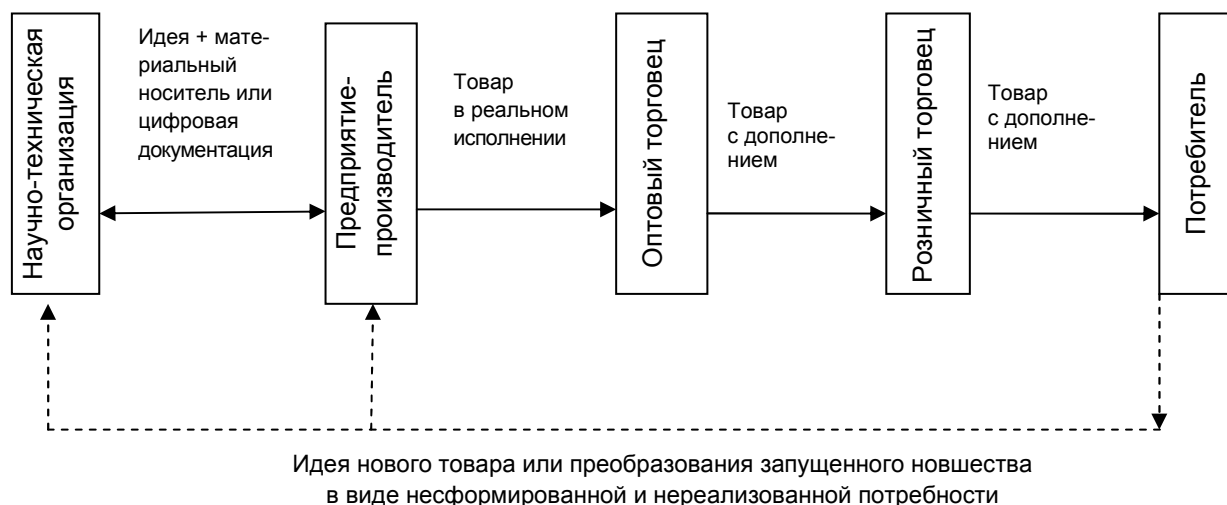 Научно-техническая
организация
Идея + мате-
риальный
носитель или
цифровая
документация
Предприятие-
производитель
Товар
в реальном
исполнении
Оптовый торговец
Товар
с дополне-
нием
Розничный торговец
Товар
с дополне-
нием
Потребитель
Идея нового товара или преобразования запущенного новшества
в виде несформированной и нереализованной потребности